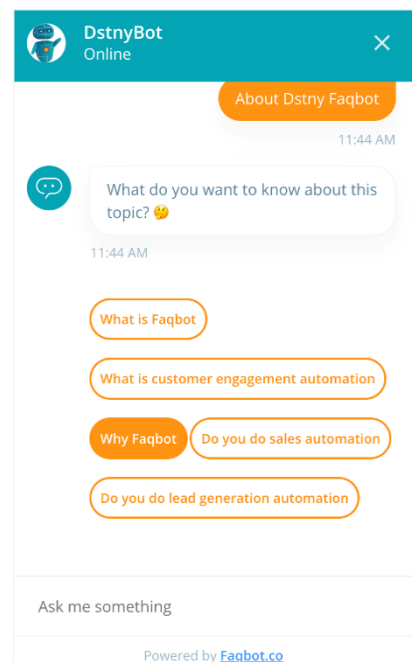 DstnyBot
Online
About Dstny Faqbot
11:44 AM
What do you want to know about this
topic? 🤔
11:44 AM
What is Faqbot
What is customer engagement automation
Why Faqbot
Do you do sales automation
Do you do lead generation automation
Ask me something
Powered by Faqbot.co